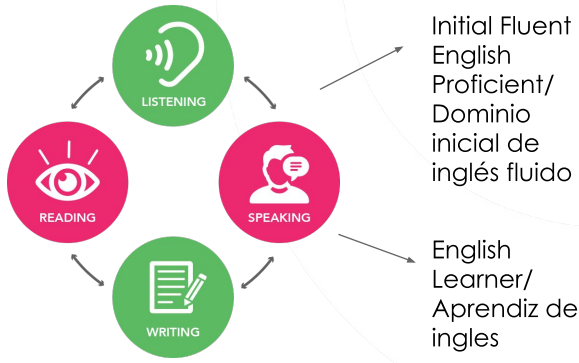 LISTENING
READING
SPEAKING
WRITING
Initial Fluent
English
Proficient/
Dominio
inicial de
inglés fluido
English
Learner/
Aprendiz de
ingles